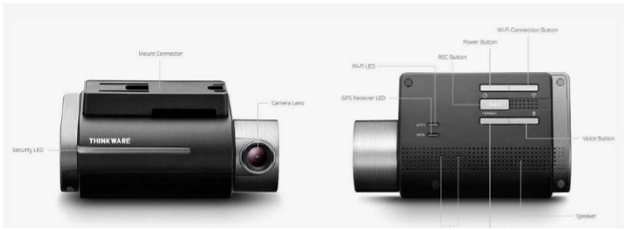 Mount Connector
Camera Lens
THINKWARE
Security LED
Wi-Fi Connection Button
Power Button
REC Button
Wi-Fi LED
GPS Receiver LED
Voice Button
Speaker